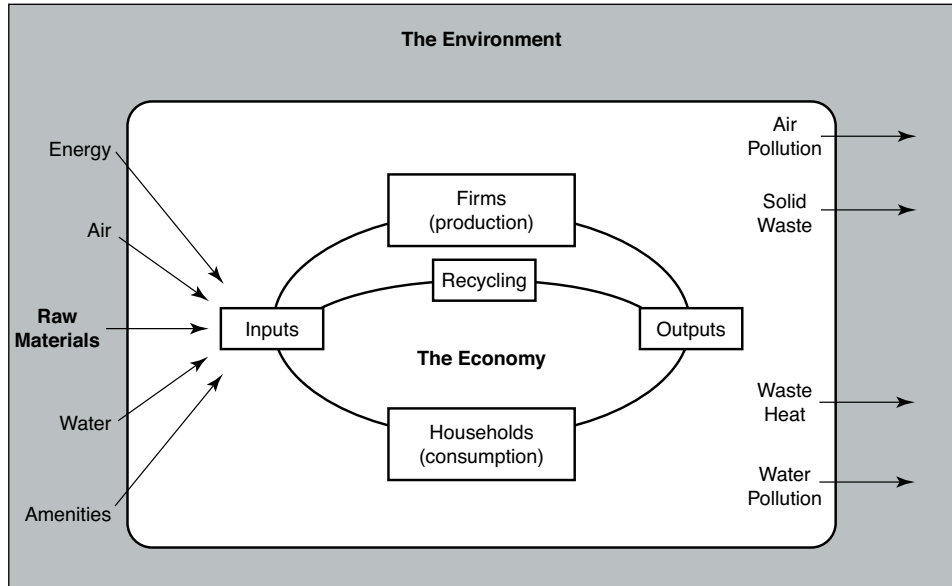 The Environment
Energy
Air
Raw
Materials
Water
Amenities
Firms
(production)
Recycling
Inputs
Outputs
The Economy
Households
(consumption)
Air
Pollution
Solid
Waste
Waste
Heat
Water
Pollution